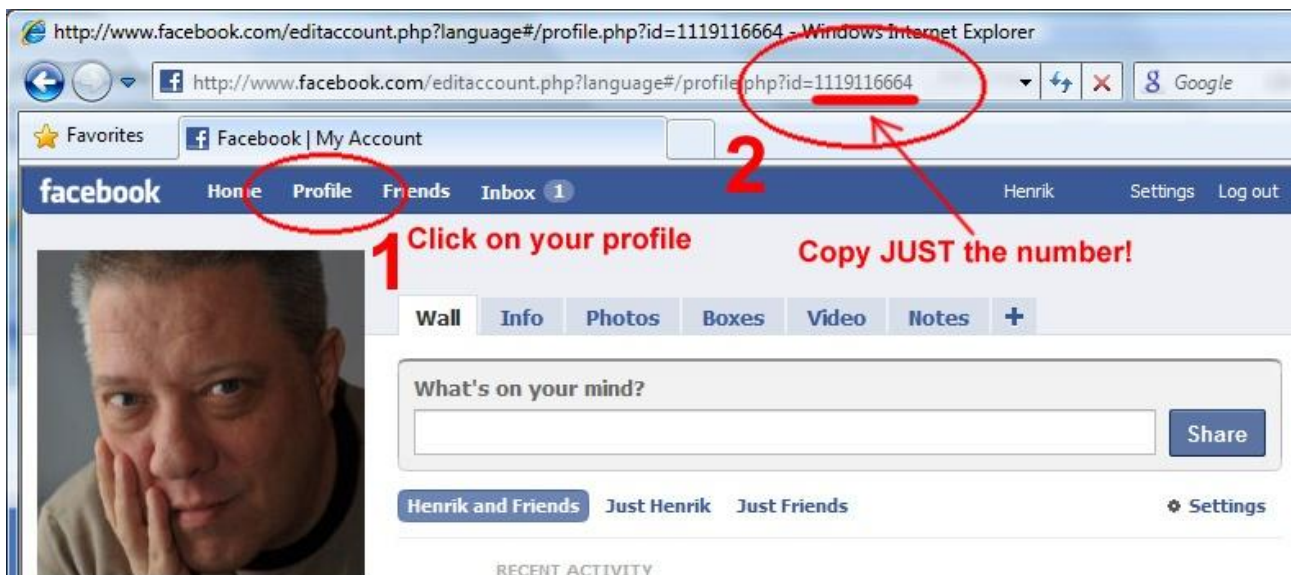 http://www.facebook.com/editaccount.php?language#/profile.php?id=1119116664 - Windows Internet Explorer
http://www.facebook.com/editaccount.php?language#/profile.php?id=1119116664
Google
Favorites
Facebook | My Account
2
facebook Home Profile Friends Inbox 1 Henrik Settings Log out
1 Click on your profile
Copy JUST the number!
Wall Info Photos Boxes Video Notes +
What's on your mind?
Share
Henrik and Friends Just Henrik Just Friends Settings
RECENT ACTIVITY